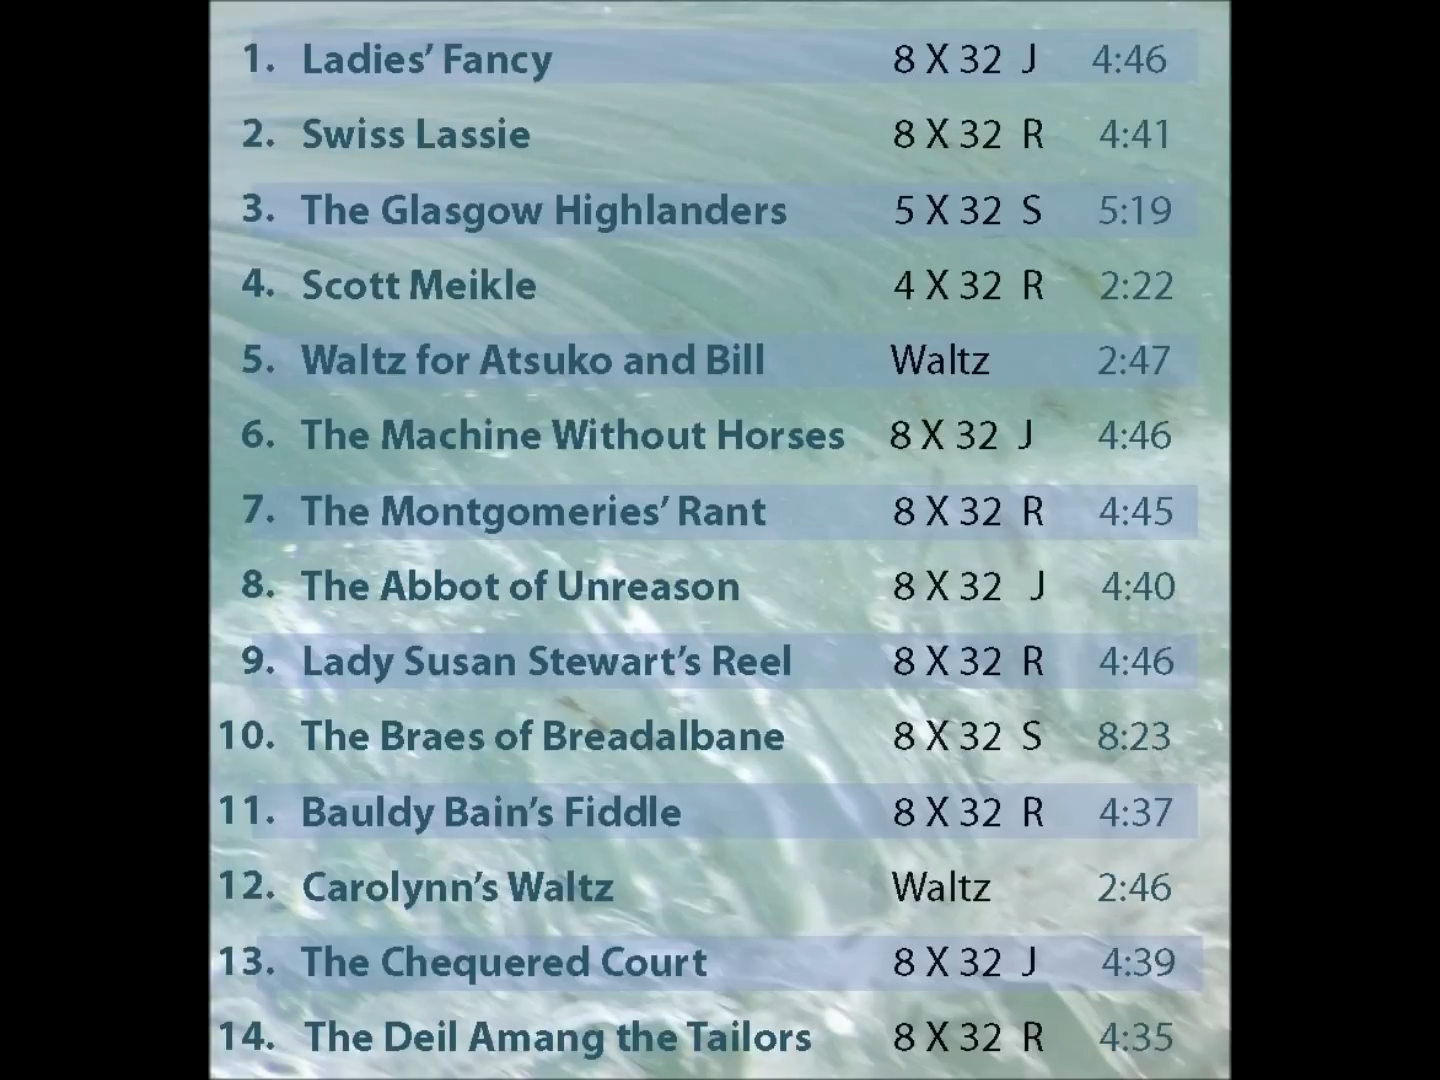 1. Ladies’ Fancy 8 X 32 J 4:46
2. Swiss Lassie 8 X 32 R 4:41
3. The Glasgow Highlanders 5 X 32 S 5:19
4. Scott Meikle 4 X 32 R 2:22
5. Waltz for Atsuko and Bill Waltz 2:47
6. The Machine Without Horses 8 X 32 J 4:46
7. The Montgomeries’ Rant 8 X 32 R 4:45
8. The Abbot of Unreason 8 X 32 J 4:40
9. Lady Susan Stewart’s Reel 8 X 32 R 4:46
10. The Braes of Breadalbane 8 X 32 S 8:23
11. Bauldy Bain’s Fiddle 8 X 32 R 4:37
12. Carolynn’s Waltz Waltz 2:46
13. The Chequered Court 8 X 32 J 4:39
14. The Deil Amang the Tailors 8 X 32 R 4:35